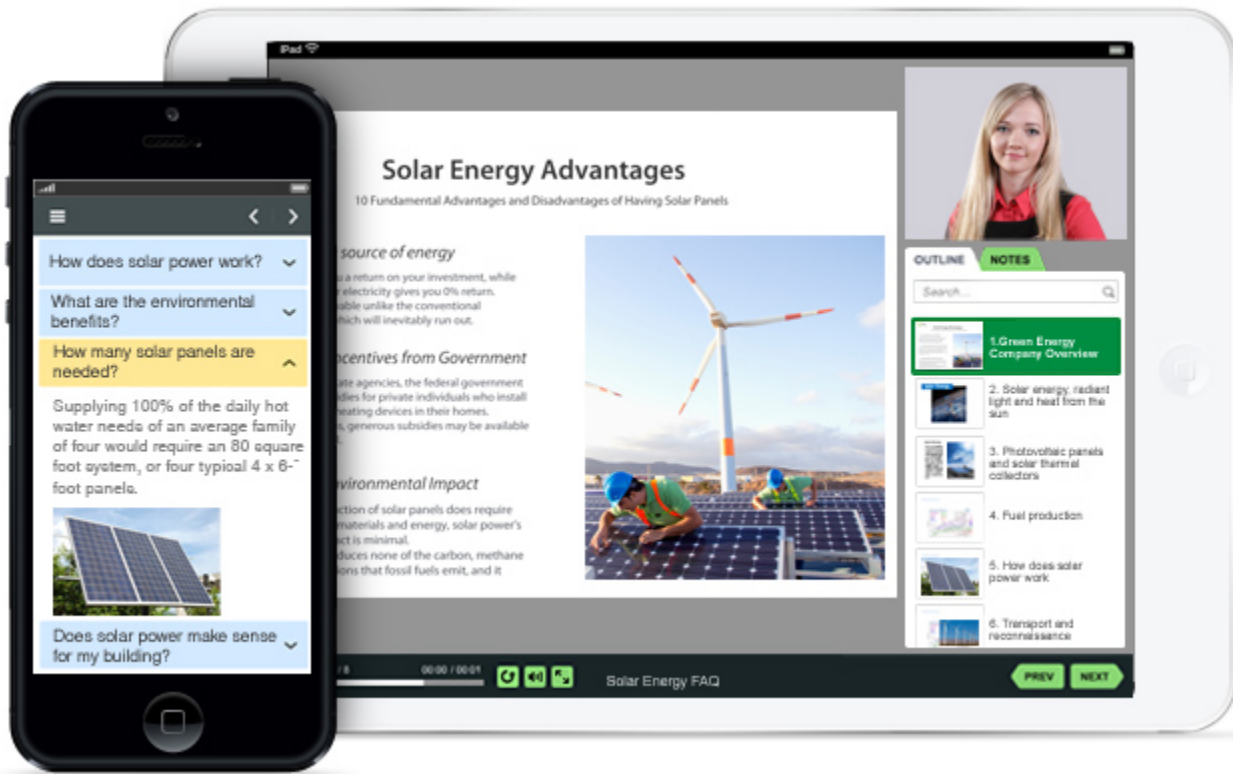 How does solar power work?
What are the environmental
benefits?
How many solar panels are
needed?
Supplying 100% of the daily hot
water needs of an average family
of four would require an 80 square
foot system, or four typical 4 x 6-
foot panels.
Does solar power make sense
for my building?
iPad
Solar Energy Advantages
10 Fundamental Advantages and Disadvantages of Having Solar Panels
source of energy
a return on your investment, while
electricity gives you 0% return.
able unlike the conventional
which will inevitably run out.
ncentives from Government
ate agencies, the federal government
dies for private individuals who install
heating devices in their homes.
s, generous subsidies may be available
nvironmental Impact
ction of solar panels does require
materials and energy, solar power's
act is minimal.
duces none of the carbon, methane
ions that fossil fuels emit, and it
OUTLINE NOTES
Search...
1.Green Energy
Company Overview
2. Solar energy, radiant
light and heat from the
sun
3. Photovoltaic panels
and solar thermal
collectors
4. Fuel production
5. How does solar
power work
6. Transport and
reconnaissance
/ 8 00:00 / 00:01 Solar Energy FAQ PREV NEXT